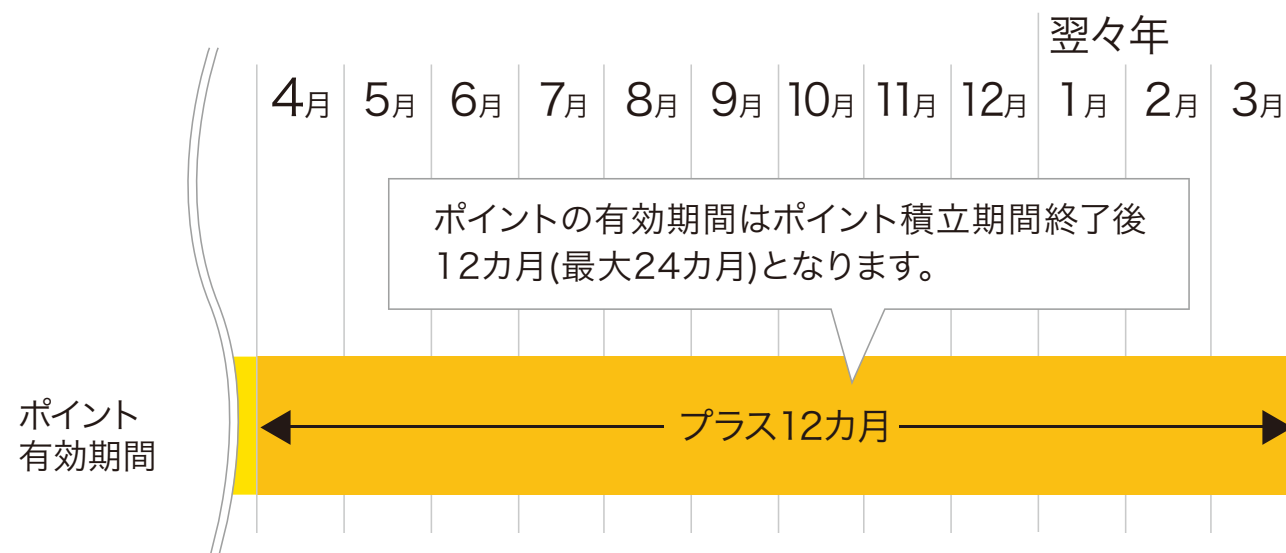 翌々年
4月 5月 6月 7月 8月 9月 10月 11月 12月 1月 2月 3月
ポイントの有効期間はポイント積立期間終了後
12カ月(最大24カ月)となります。
ポイント
有効期間
プラス12カ月